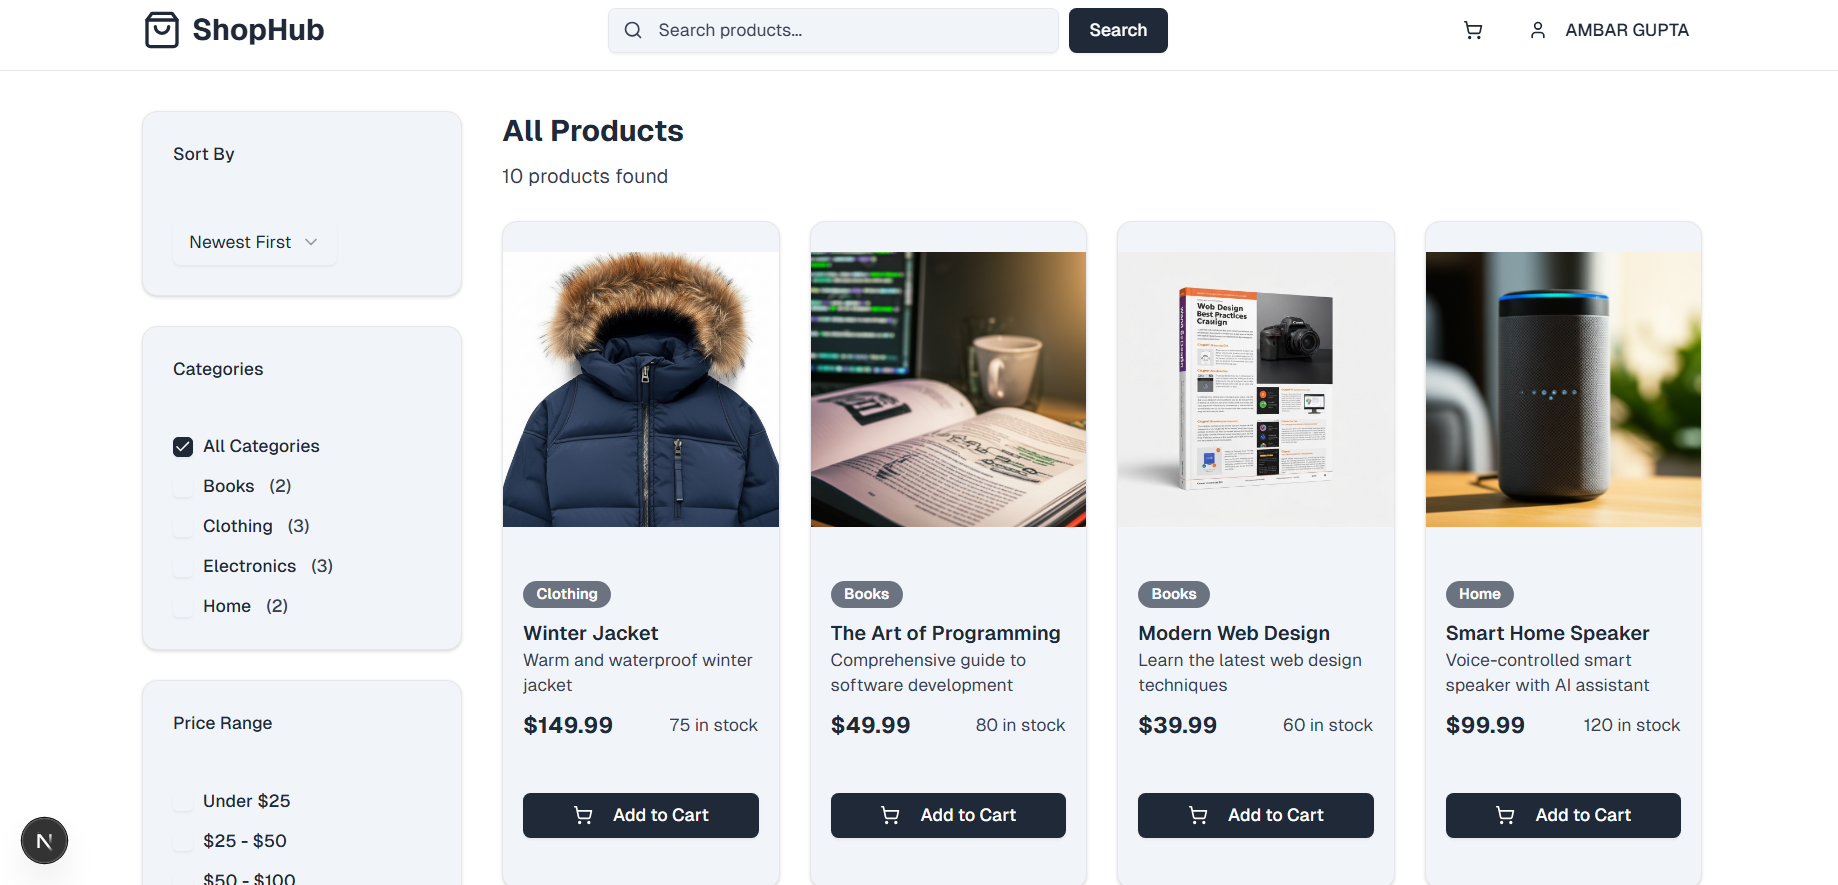 ShopHub
Search products...
Search
AMBAR GUPTA
Sort By
Newest First
Categories
All Categories
Books (2)
Clothing (3)
Electronics (3)
Home (2)
Price Range
Under $25
$25 - $50
$50 - $100
N
All Products
10 products found
Web Design
Best Practices
Clothing
Winter Jacket
Warm and waterproof winter
jacket
$149.99 75 in stock
Add to Cart
Books
The Art of Programming
Comprehensive guide to
software development
$49.99 80 in stock
Add to Cart
Books
Modern Web Design
Learn the latest web design
techniques
$39.99 60 in stock
Add to Cart
Home
Smart Home Speaker
Voice-controlled smart
speaker with AI assistant
$99.99 120 in stock
Add to Cart